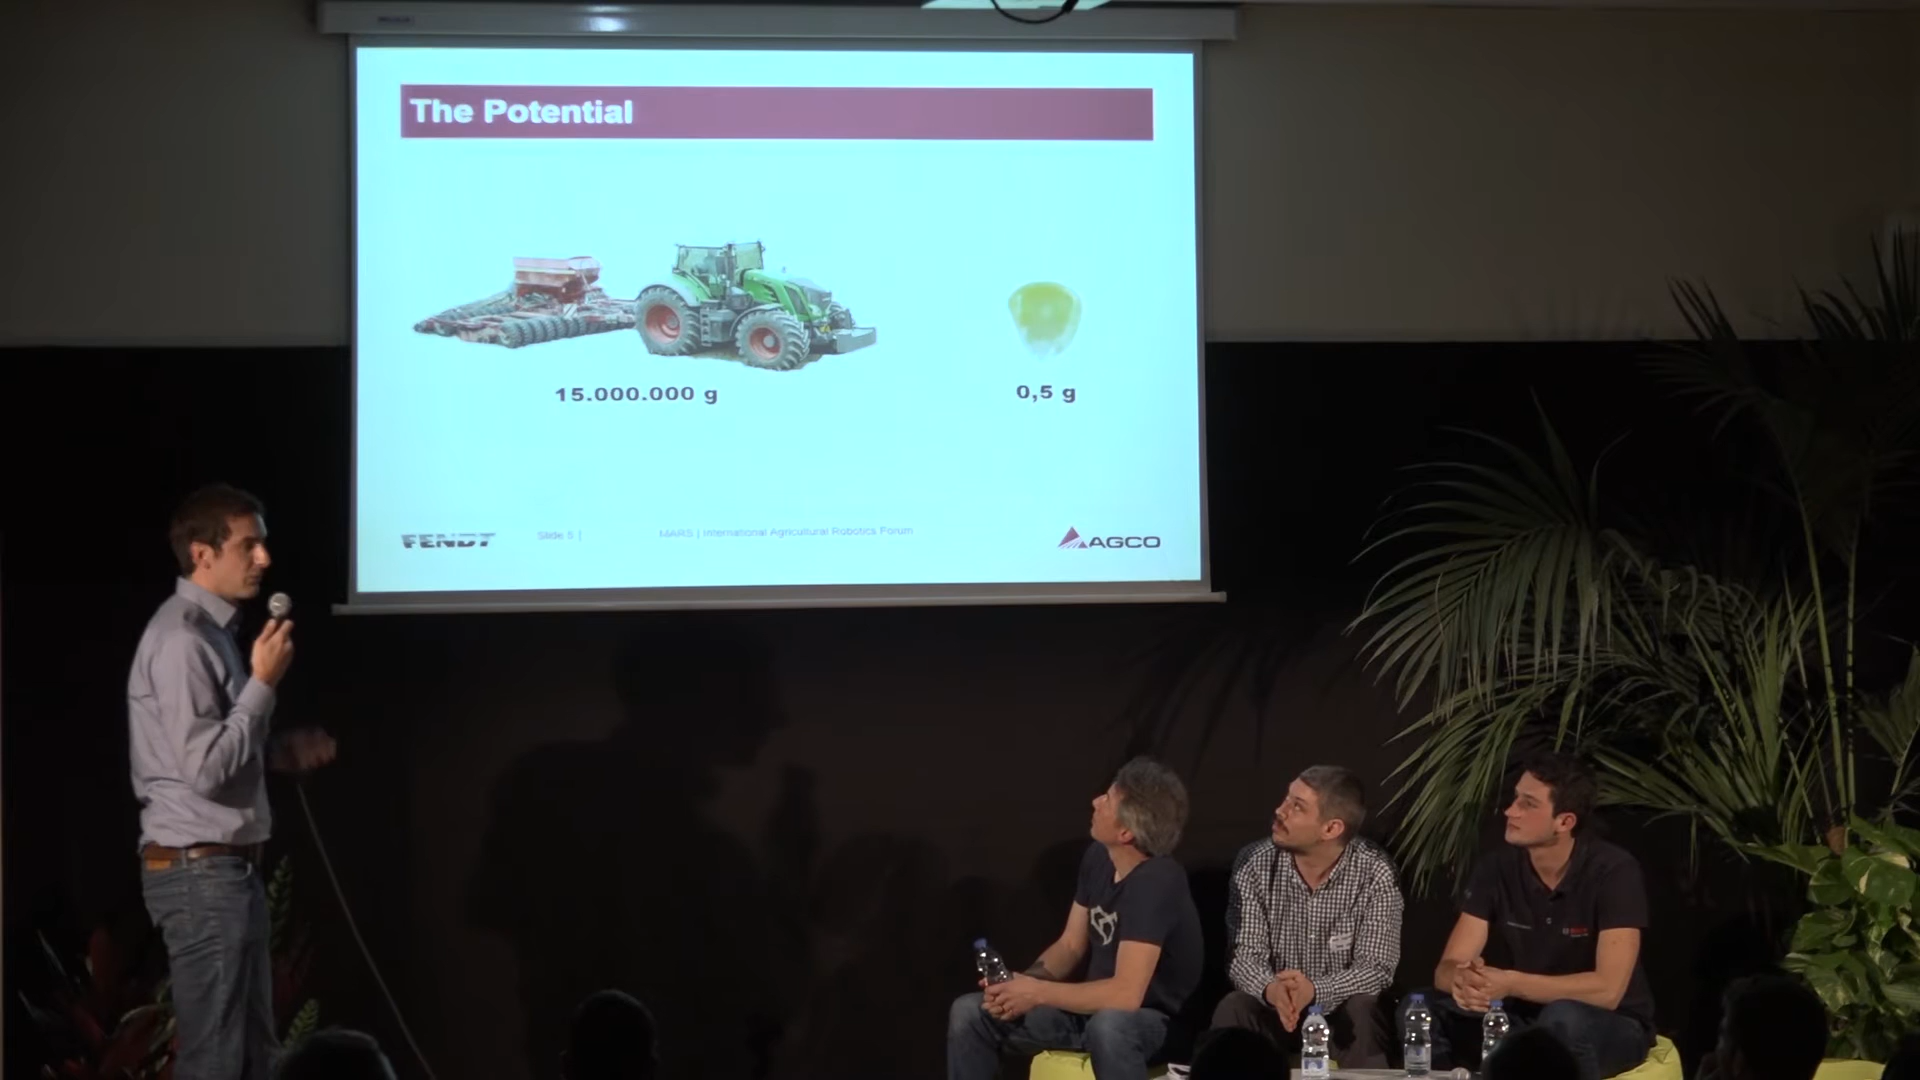 The Potential
15.000.000 g
0,5 g
FENDT
Slide 5 |
MARS | International Agricultural Robotics Forum
AGCO